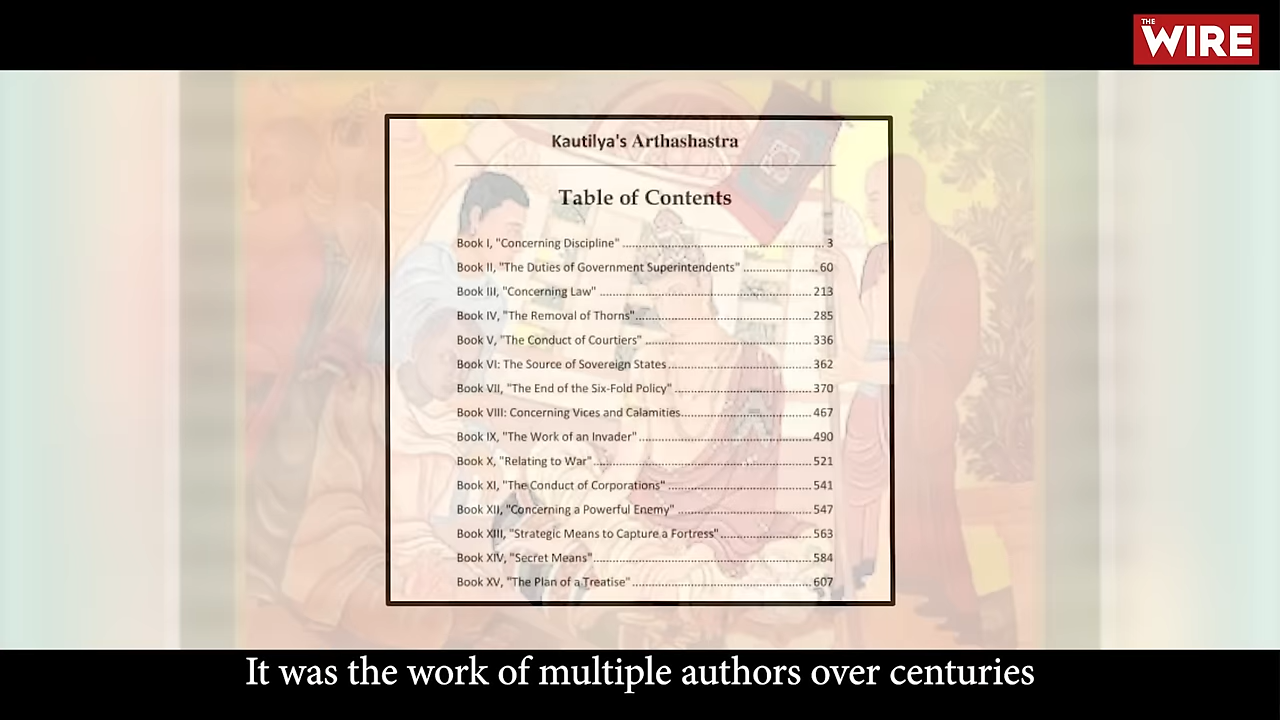 THE
WIRE
Kautilya's Arthashastra
Table of Contents
Book I, "Concerning Discipline" ........................................................ 3
Book II, "The Duties of Government Superintendents" ..................... 60
Book III, "Concerning Law" ............................................................ 213
Book IV, "The Removal of Thorns".................................................. 285
Book V, "The Conduct of Courtiers" ............................................... 336
Book VI: The Source of Sovereign States......................................... 362
Book VII, "The End of the Six-Fold Policy" ...................................... 370
Book VIII: Concerning Vices and Calamities..................................... 467
Book IX, "The Work of an Invader" ................................................. 490
Book X, "Relating to War"............................................................... 521
Book XI, "The Conduct of Corporations" ......................................... 541
Book XII, "Concerning a Powerful Enemy" ...................................... 547
Book XIII, "Strategic Means to Capture a Fortress".......................... 563
Book XIV, "Secret Means"............................................................... 584
Book XV, "The Plan of a Treatise".................................................... 607
It was the work of multiple authors over centuries